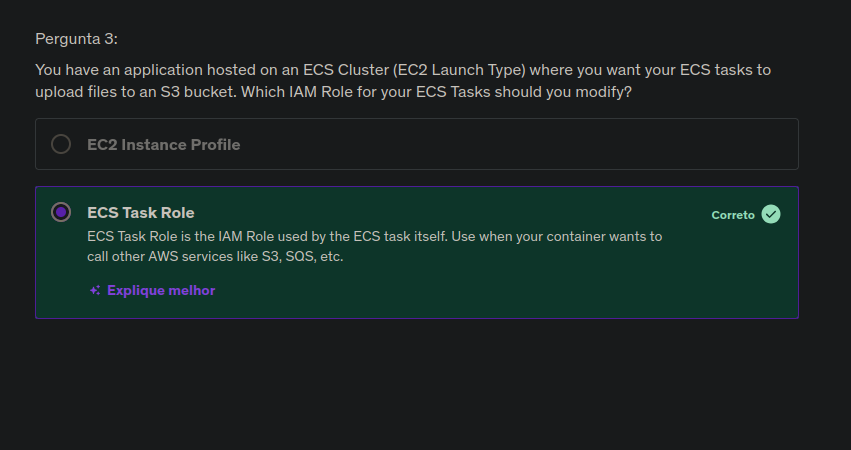 Pergunta 3:
You have an application hosted on an ECS Cluster (EC2 Launch Type) where you want your ECS tasks to
upload files to an S3 bucket. Which IAM Role for your ECS Tasks should you modify?
EC2 Instance Profile
ECS Task Role
Correto
ECS Task Role is the IAM Role used by the ECS task itself. Use when your container wants to
call other AWS services like S3, SQS, etc.
Explique melhor